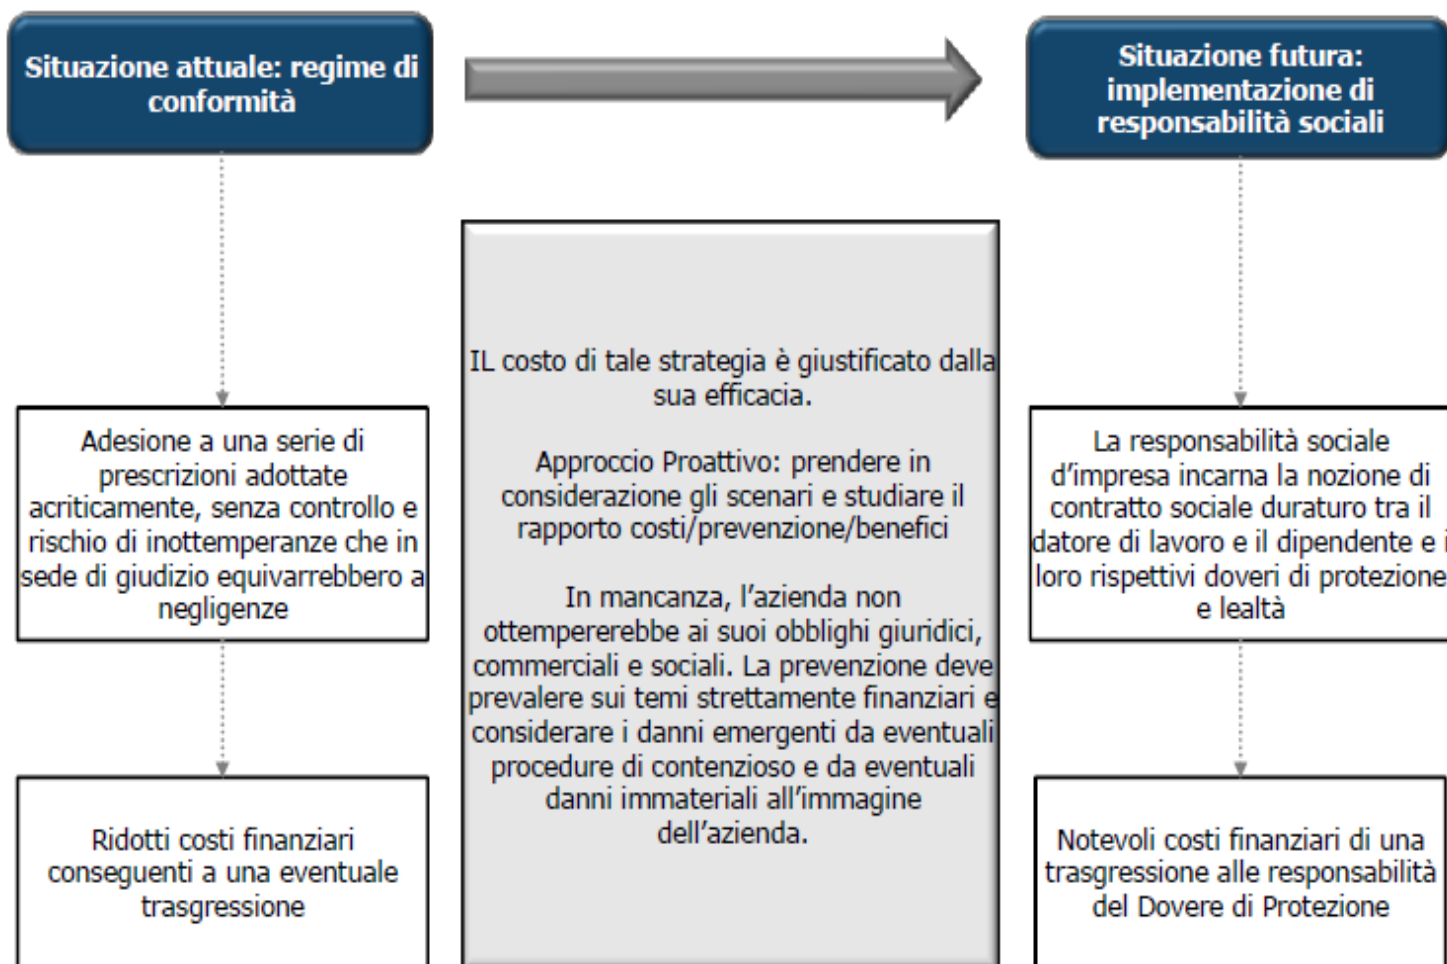 Situazione attuale: regime di
conformità
Situazione futura:
implementazione di
responsabilità sociali
Adesione a una serie di
prescrizioni adottate
acriticamente, senza controllo e
rischio di inottemperanze che in
sede di giudizio equivarrebbero a
negligenze
Ridotti costi finanziari
conseguenti a una eventuale
trasgressione
IL costo di tale strategia è giustificato dalla
sua efficacia.
Approccio Proattivo: prendere in
considerazione gli scenari e studiare il
rapporto costi/prevenzione/benefici
In mancanza, l’azienda non
ottempererebbe ai suoi obblighi giuridici,
commerciali e sociali. La prevenzione deve
prevalere sui temi strettamente finanziari e
considerare i danni emergenti da eventuali
procedure di contenzioso e da eventuali
danni immateriali all’immagine
dell’azienda.
La responsabilità sociale
d’impresa incarna la nozione di
contratto sociale duraturo tra il
datore di lavoro e il dipendente e i
loro rispettivi doveri di protezione
e lealtà
Notevoli costi finanziari di una
trasgressione alle responsabilità
del Dovere di Protezione